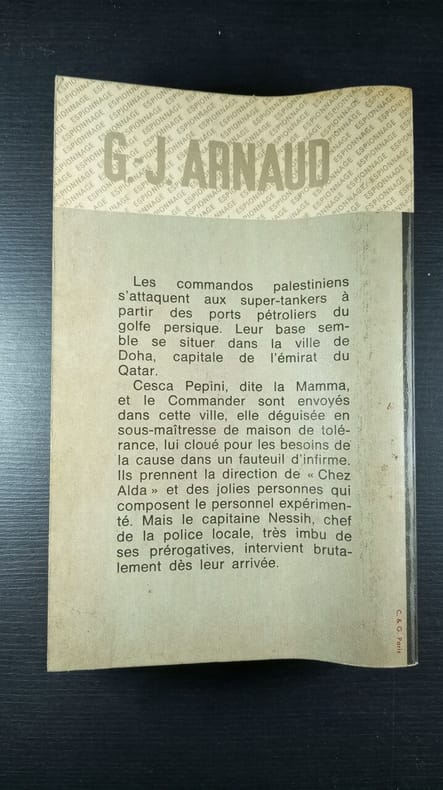 G.-J. ARNAUD
Les commandos palestiniens
s'attaquent aux super-tankers à
partir des ports pétroliers du
golfe persique. Leur base sem-
ble se situer dans la ville de
Doha, capitale de l'émirat du
Qatar.
Cesca Pepini, dite la Mamma,
et le Commander sont envoyés
dans cette ville, elle déguisée en
sous-maîtresse de maison de tolé-
rance, lui cloué pour les besoins de
la cause dans un fauteuil d'infirme.
Ils prennent la direction de « Chez
Alda » et des jolies personnes qui
composent le personnel expérimen-
té. Mais le capitaine Nessih, chef
de la police locale, très imbu de
ses prérogatives, intervient bruta-
lement dès leur arrivée.
C. & G. Paris